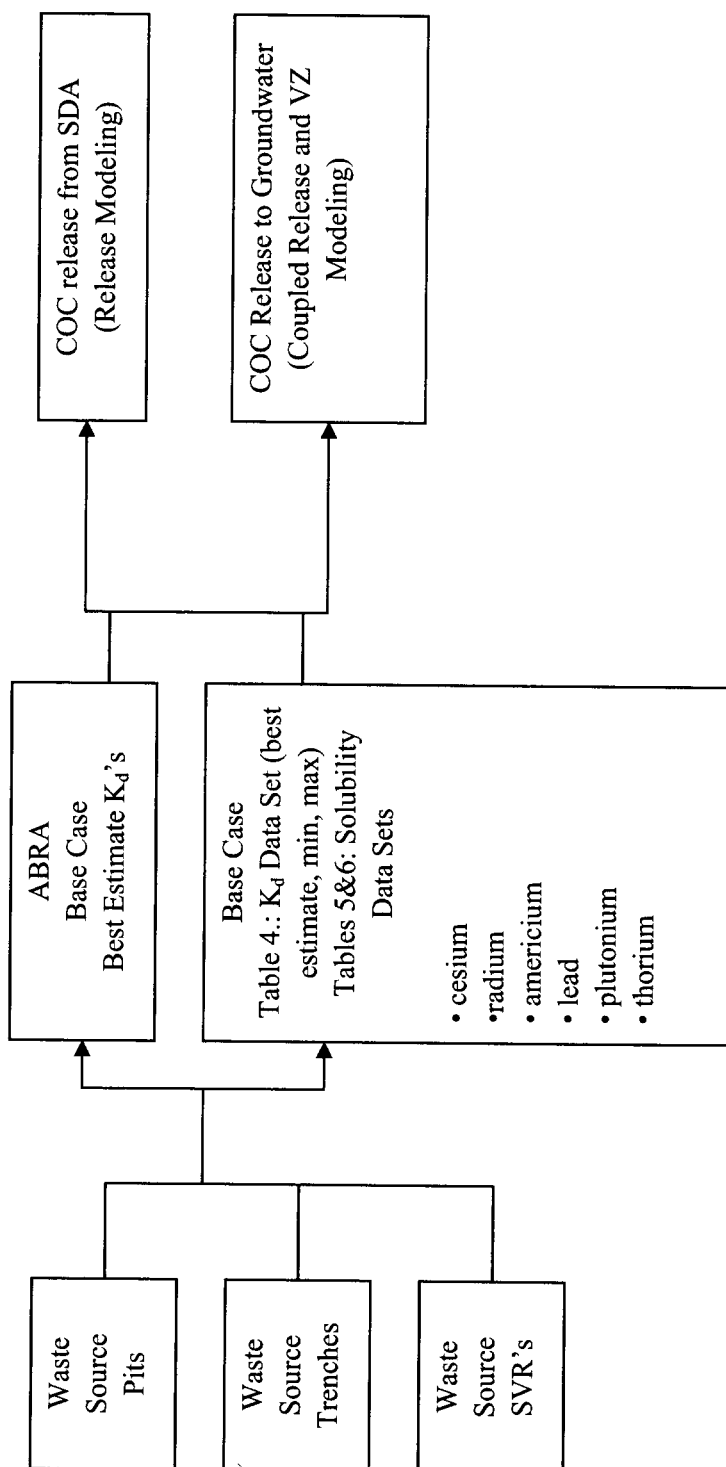 Waste
Source
Pits
Waste
Source
Trenches
Waste
Source
SVR's
ABRA
Base Case
Best Estimate Kd's
Base Case
Table 4.: Kd Data Set (best
estimate, min, max)
Tables 5&6: Solubility
Data Sets
• cesium
•radium
• americium
• lead
• plutonium
• thorium
COC release from SDA
(Release Modeling)
COC Release to Groundwater
(Coupled Release and VZ
Modeling)